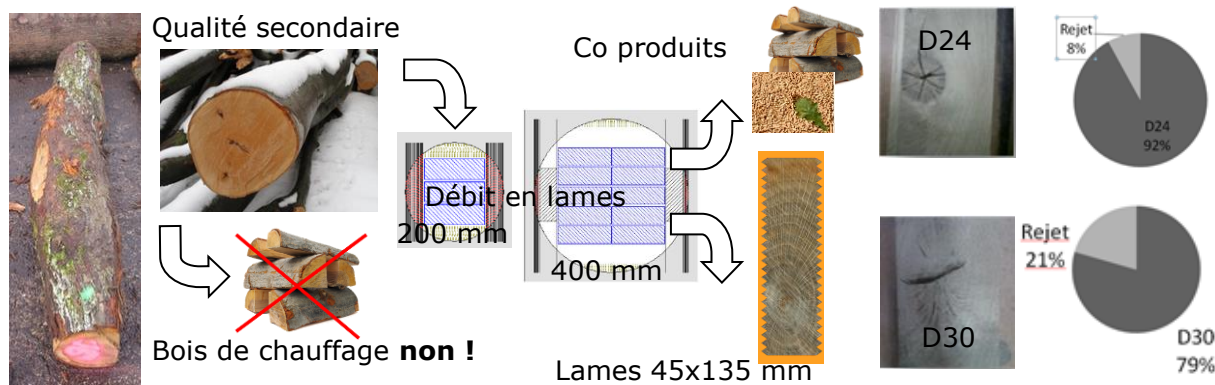 Qualité secondaire
Bois de chauffage non !
Débit en lames
200 mm
400 mm
Co produits
Lames 45x135 mm
D24
Rejet
8%
D24
92%
D30
Rejet
21%
D30
79%